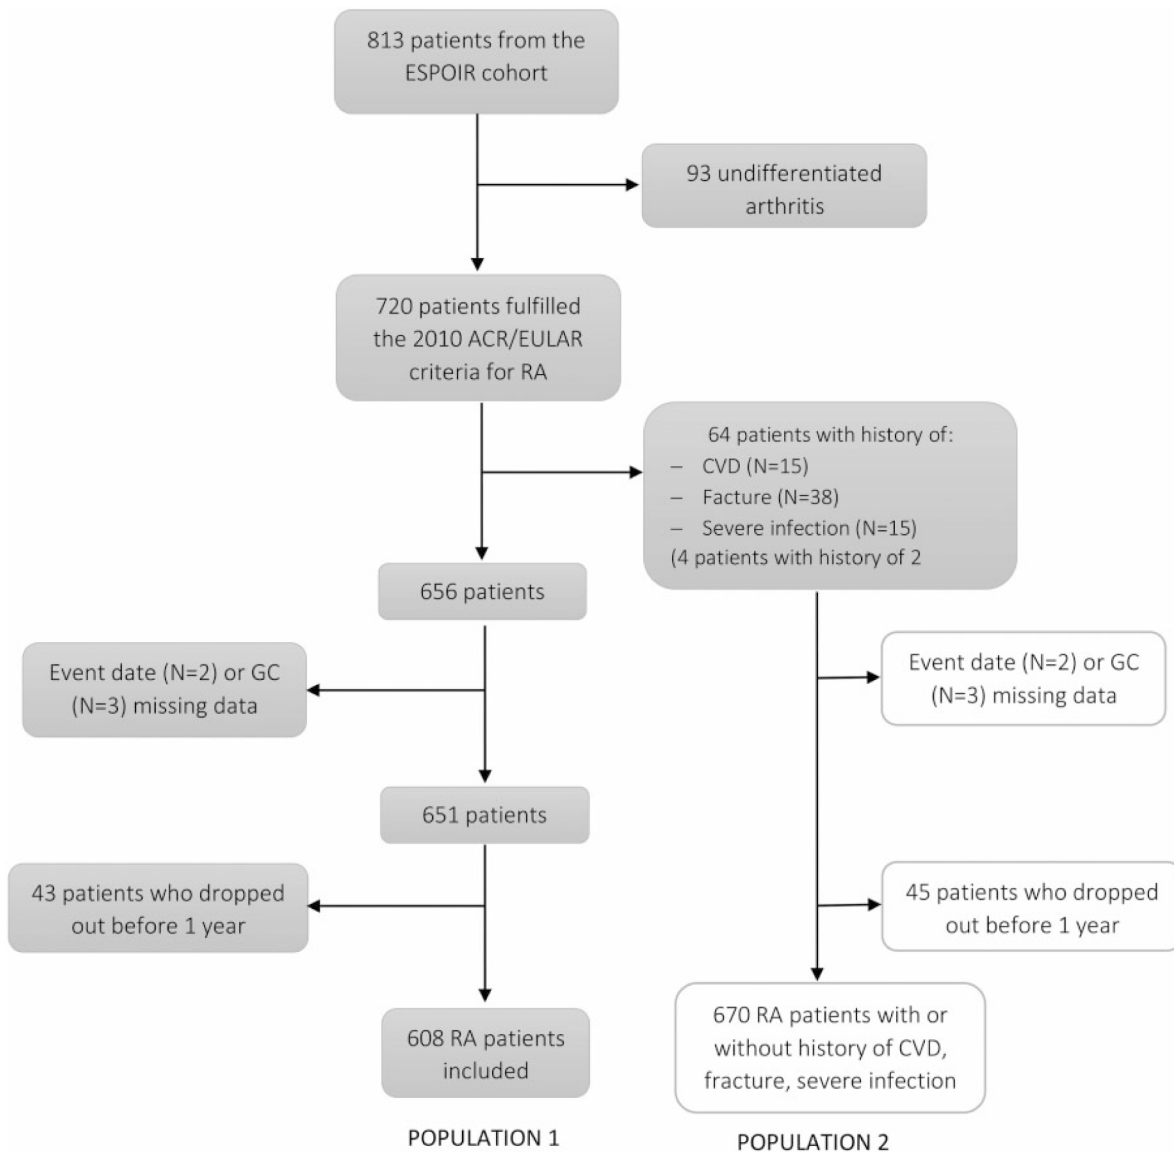 813 patients from the
ESPOIR cohort
93 undifferentiated
arthritis
720 patients fulfilled
the 2010 ACR/EULAR
criteria for RA
64 patients with history of:
– CVD (N=15)
– Facture (N=38)
– Severe infection (N=15)
(4 patients with history of 2
656 patients
Event date (N=2) or GC
(N=3) missing data
Event date (N=2) or GC
(N=3) missing data
651 patients
43 patients who dropped
out before 1 year
45 patients who dropped
out before 1 year
608 RA patients
included
670 RA patients with or
without history of CVD,
fracture, severe infection
POPULATION 1
POPULATION 2